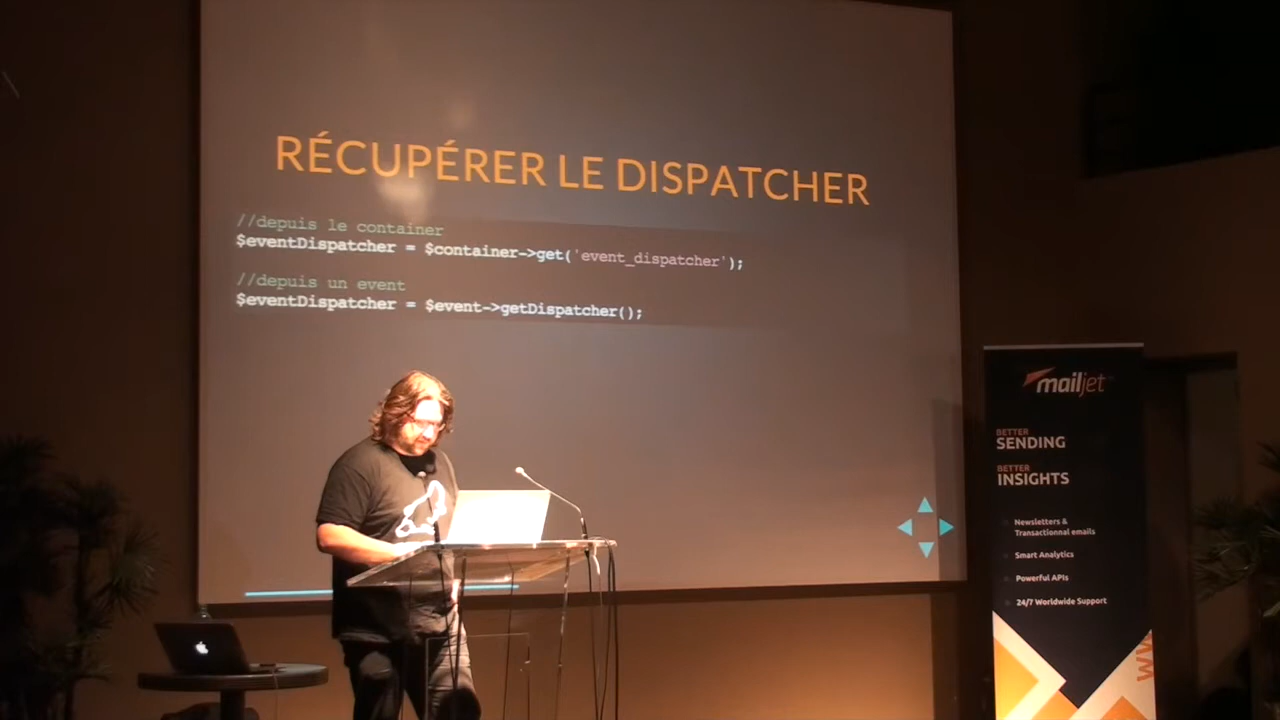 RÉCUPÉRER LE DISPATCHER
//depuis le container
$eventDispatcher = $container->get('event_dispatcher');
//depuis un event
$eventDispatcher = $event->getDispatcher();
mailjet
BETTER
SENDING
BETTER
INSIGHTS
Newsletters &
Transactionnal emails
Smart Analytics
Powerful APIs
24/7 Worldwide Support